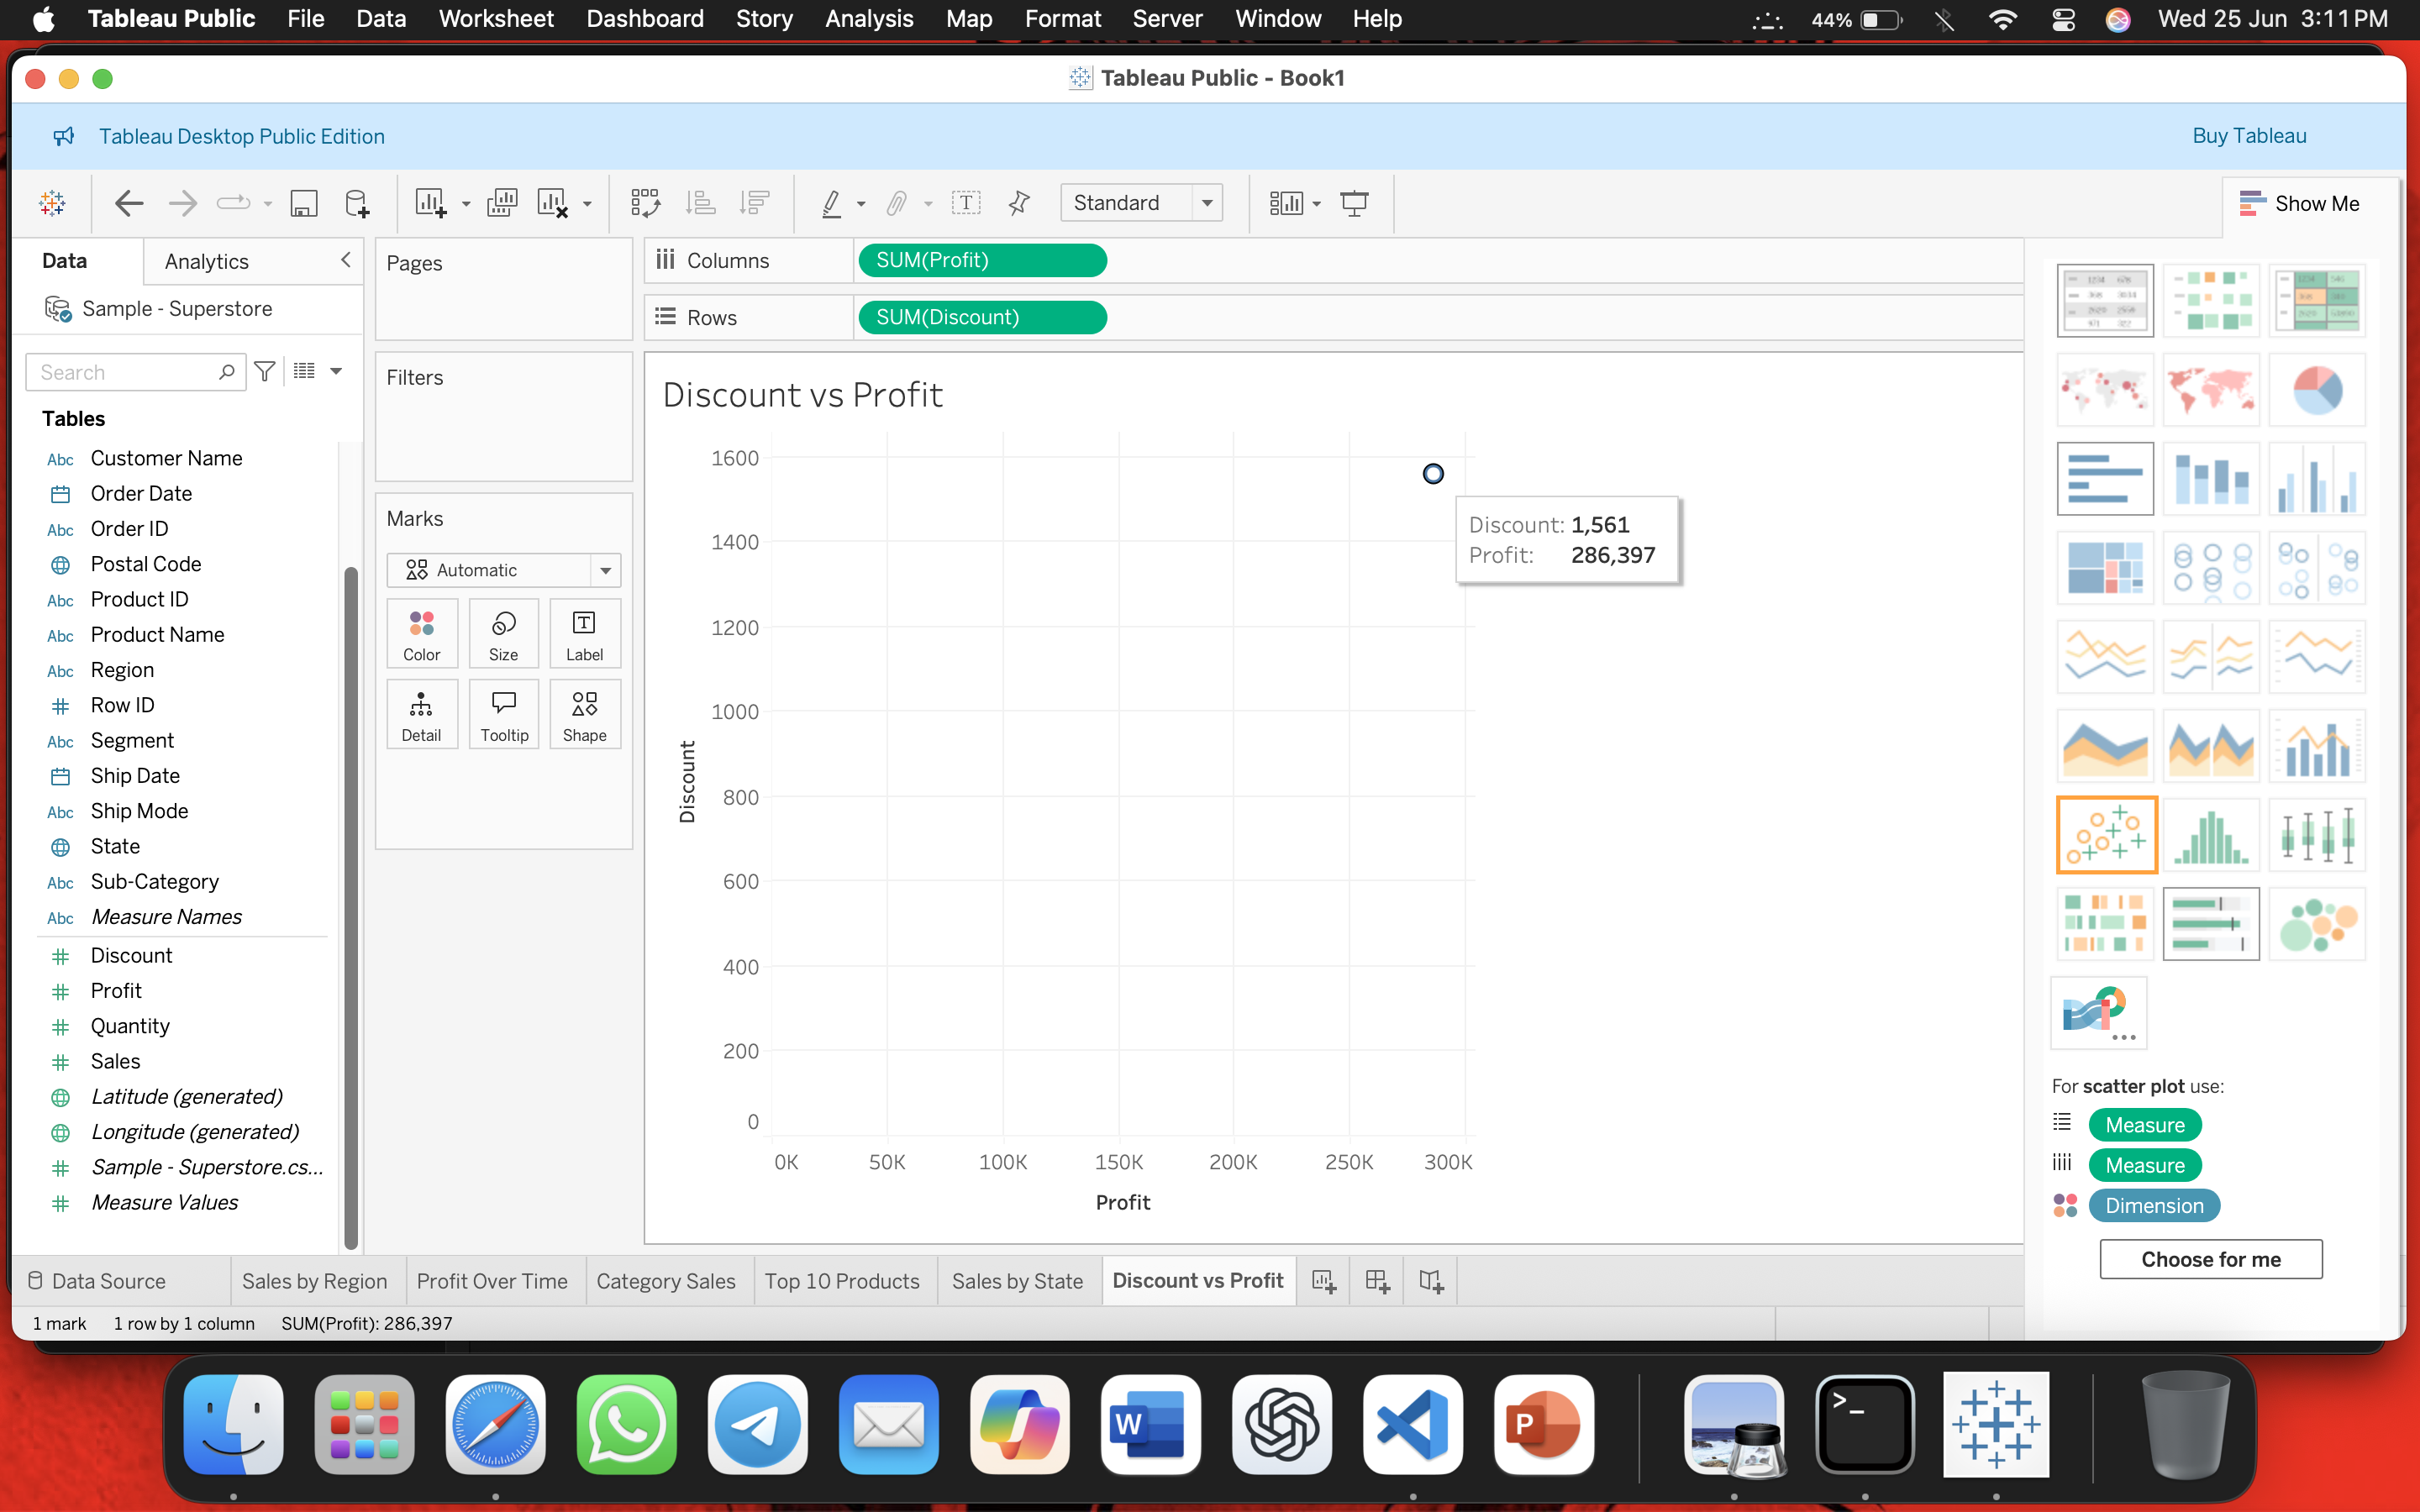 Tableau Public File Data Worksheet Dashboard Story Analysis Map Format Server Window Help 44% Wed 25 Jun 3:11 PM
Tableau Public - Book1
Tableau Desktop Public Edition Buy Tableau
Standard Show Me
Data Analytics
Sample - Superstore
Search
Tables
Abc Customer Name
Order Date
Abc Order ID
Postal Code
Abc Product ID
Abc Product Name
Abc Region
Row ID
Abc Segment
Ship Date
Abc Ship Mode
State
Abc Sub-Category
Abc Measure Names
Discount
Profit
Quantity
Sales
Latitude (generated)
Longitude (generated)
Sample - Superstore.cs...
Measure Values
Pages
Filters
Marks
Automatic
Color Size Label
Detail Tooltip Shape
Columns SUM(Profit)
Rows SUM(Discount)
Discount vs Profit
1600
1400
1200
1000
800
600
400
200
0
Discount
Discount: 1,561
Profit: 286,397
0K 50K 100K 150K 200K 250K 300K
Profit
For scatter plot use:
Measure
Measure
Dimension
Choose for me
Data Source Sales by Region Profit Over Time Category Sales Top 10 Products Sales by State Discount vs Profit
1 mark 1 row by 1 column SUM(Profit): 286,397
W
P
>_